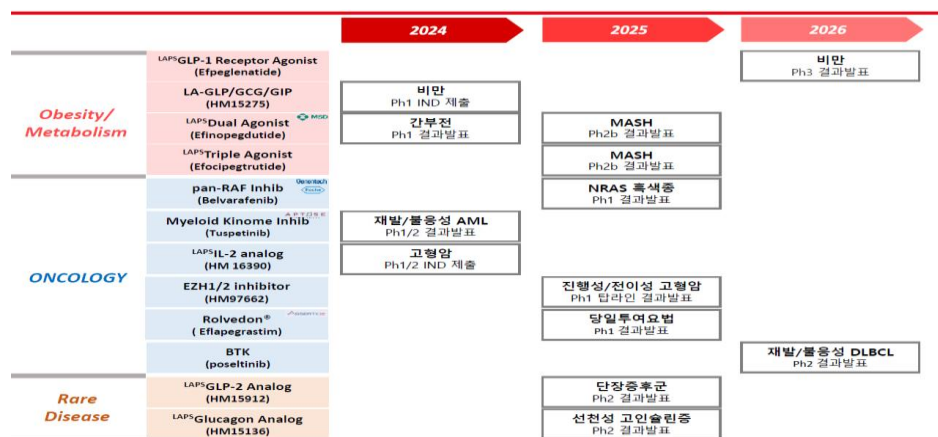 2024 2025 2026
Obesity/
Metabolism
LAPSGLP-1 Receptor Agonist
(Efpeglenatide)
비만
Ph3 결과발표
LA-GLP/GCG/GIP
(HM15275)
비만
Ph1 IND 제출
LAPSDual Agonist MSD
(Efinopegdutide)
간부전
Ph1 결과발표
MASH
Ph2b 결과발표
LAPSTriple Agonist
(Efocipegtrutide)
MASH
Ph2b 결과발표
ONCOLOGY
pan-RAF Inhib Genentech
Roche
(Belvarafenib)
NRAS 흑색종
Ph1 결과발표
Myeloid Kinome Inhib APTOSE
(Tuspetinib)
재발/불응성 AML
Ph1/2 결과발표
LAPSIL-2 analog
(HM 16390)
고형암
Ph1/2 IND 제출
EZH1/2 inhibitor
(HM97662)
진행성/전이성 고형암
Ph1 탑라인 결과발표
Rolvedon®
( Eflapegrastim)
당일투여요법
Ph1 결과발표
BTK
(poseltinib)
재발/불응성 DLBCL
Ph2 결과발표
Rare
Disease
LAPSGLP-2 Analog
(HM15912)
단장증후군
Ph2 결과발표
LAPSGlucagon Analog
(HM15136)
선천성 고인슐린증
Ph2 결과발표